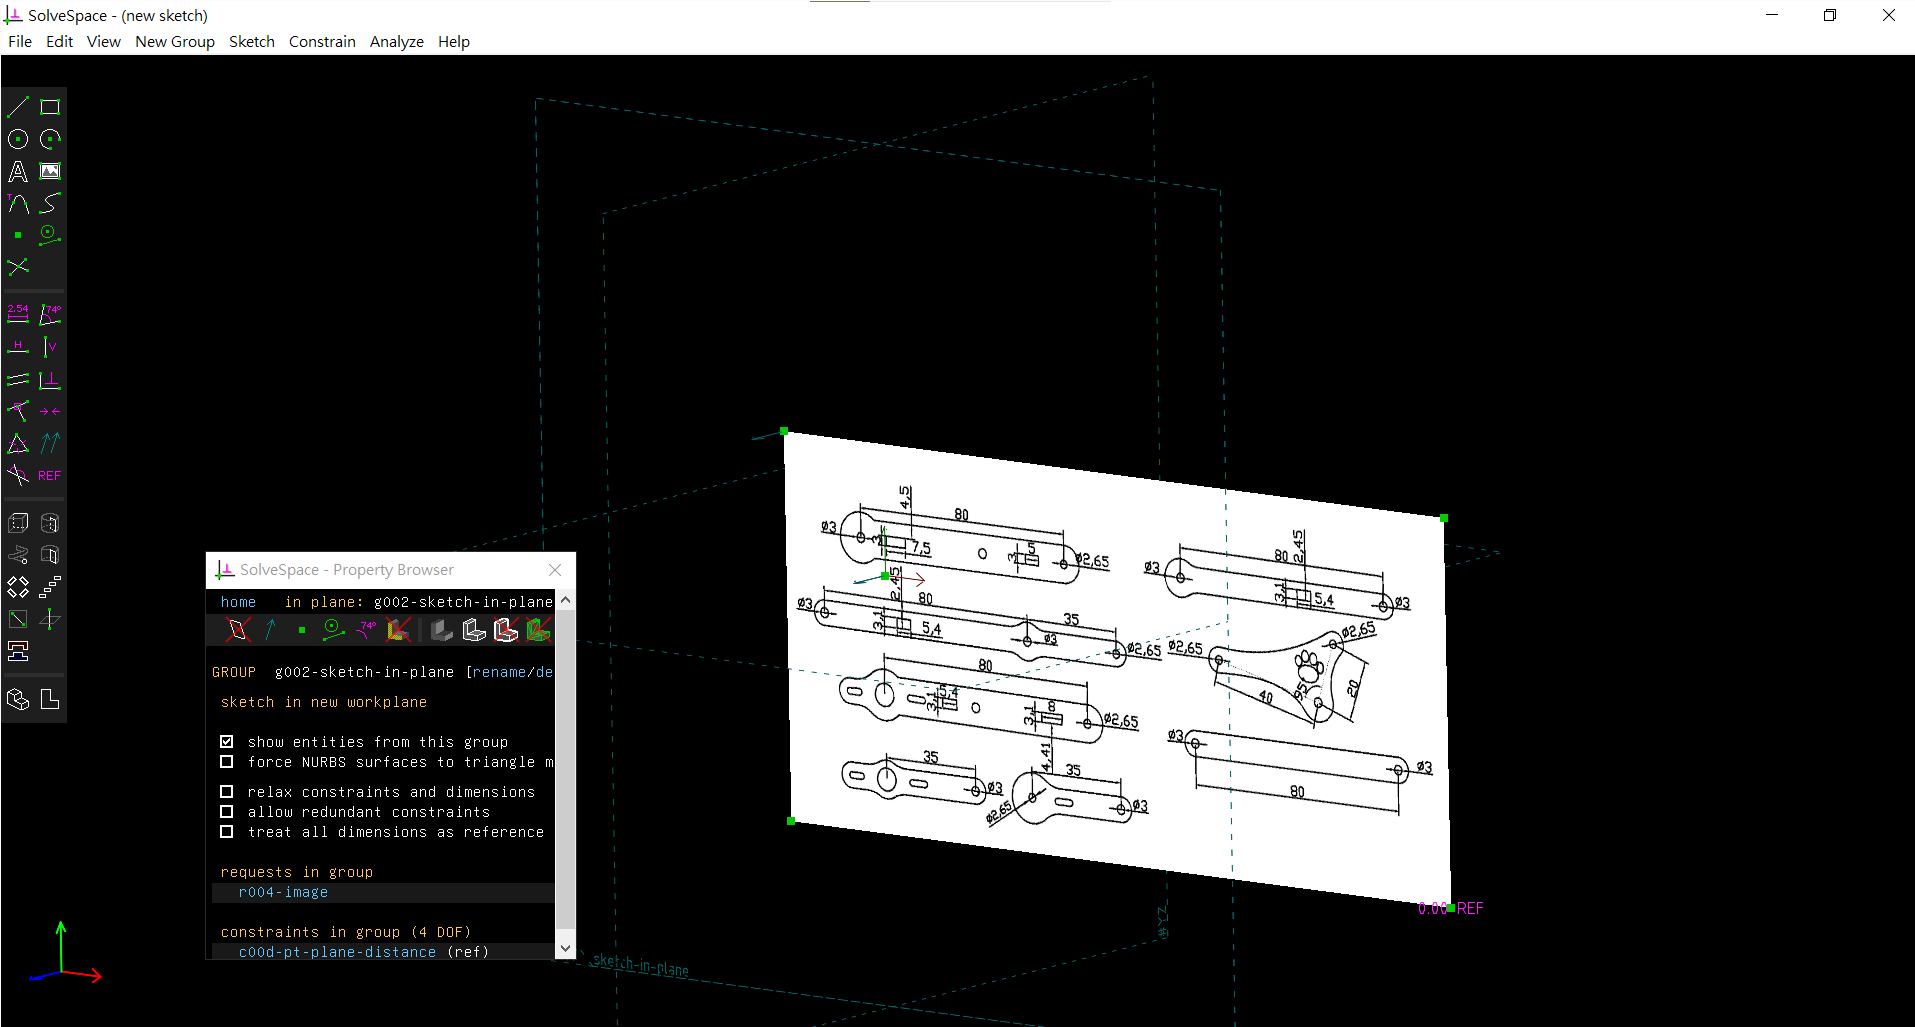 SolveSpace - (new sketch)
File Edit View New Group Sketch Constrain Analyze Help
2.54 74°
H V
REF
4,5
80
ø3
3
7,5
5
3
ø2,65
2,45
80
ø3
3,1
5,4
ø3
2,45
80
ø3
3,1
5,4
35
ø3
ø2,65
ø2,65
ø2,65
40
95°
20
80
3,1
5,4
8
3,1
ø2,65
4,41
35
ø3
35
ø2,65
ø3
ø3
ø3
80
0.00 REF
#YZ
sketch-in-plane
SolveSpace - Property Browser
home in plane: g002-sketch-in-plane
74°
GROUP g002-sketch-in-plane [rename/de
sketch in new workplane
show entities from this group
force NURBS surfaces to triangle m
relax constraints and dimensions
allow redundant constraints
treat all dimensions as reference
requests in group
r004-image
constraints in group (4 DOF)
c00d-pt-plane-distance (ref)